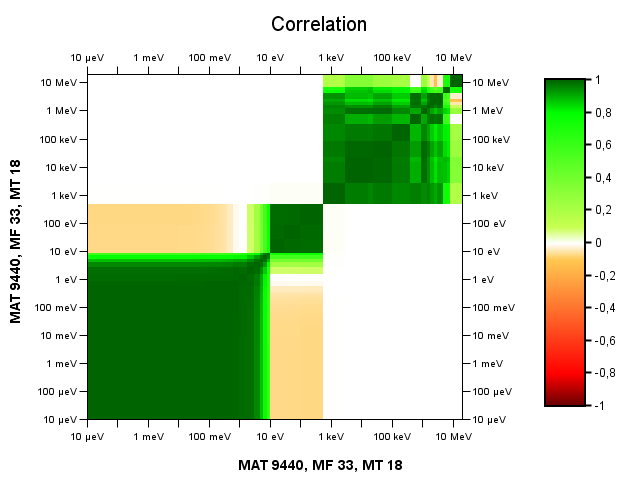 Correlation
10 µeV 1 meV 100 meV 10 eV 1 keV 100 keV 10 MeV
10 MeV 10 MeV 1
1 MeV 1 MeV 0,8
100 keV 100 keV 0,6
10 keV 10 keV 0,4
1 keV 1 keV 0,2
100 eV 100 eV 0
10 eV 10 eV -0,2
1 eV 1 eV -0,4
100 meV 100 meV -0,6
10 meV 10 meV -0,8
1 meV 1 meV -1
100 µeV 100 µeV
10 µeV 10 µeV
MAT 9440, MF 33, MT 18
10 µeV 1 meV 100 meV 10 eV 1 keV 100 keV 10 MeV
MAT 9440, MF 33, MT 18